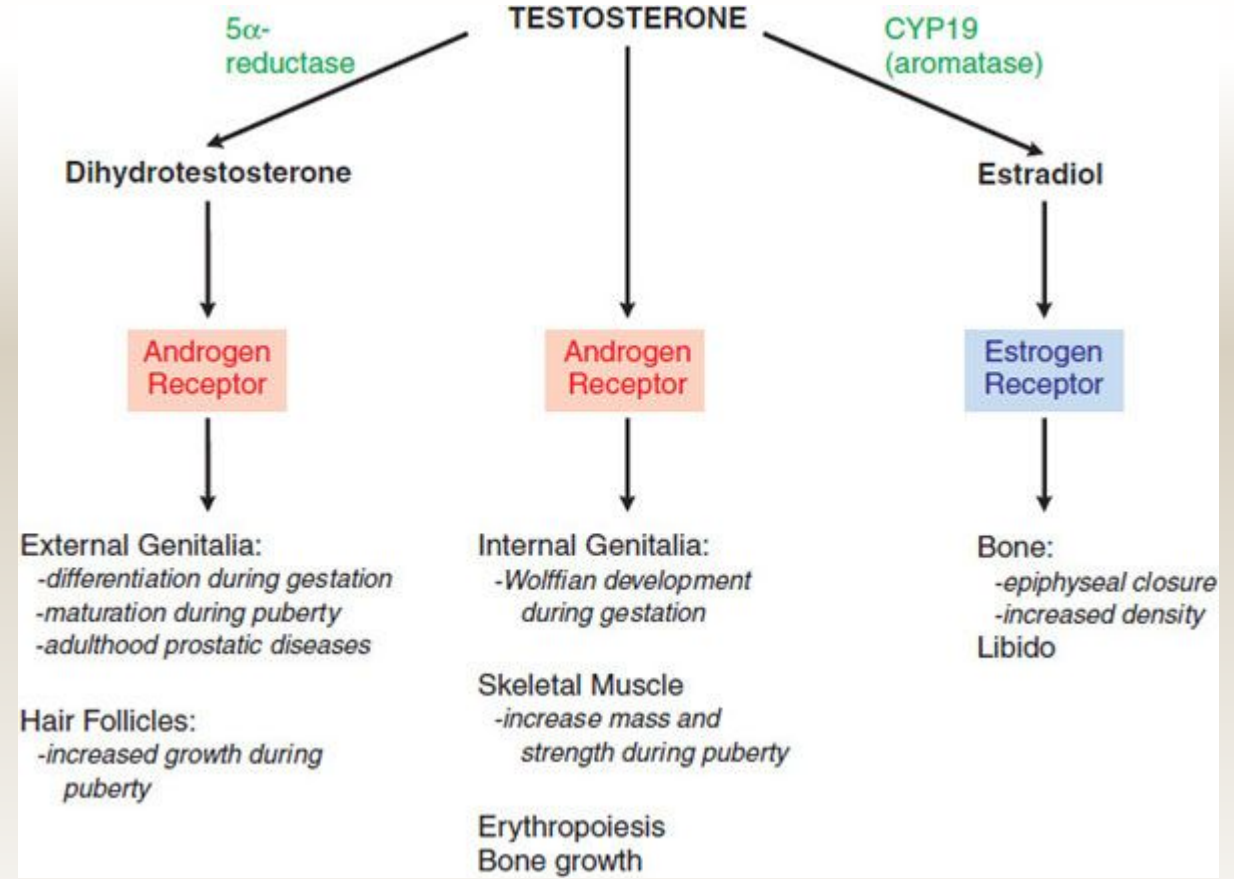 TESTOSTERONE
5α-
reductase
CYP19
(aromatase)
Dihydrotestosterone
Estradiol
Androgen
Receptor
Androgen
Receptor
Estrogen
Receptor
External Genitalia:
-differentiation during gestation
-maturation during puberty
-adulthood prostatic diseases
Hair Follicles:
-increased growth during
puberty
Internal Genitalia:
-Wolffian development
during gestation
Skeletal Muscle
-increase mass and
strength during puberty
Erythropoiesis
Bone growth
Bone:
-epiphyseal closure
-increased density
Libido